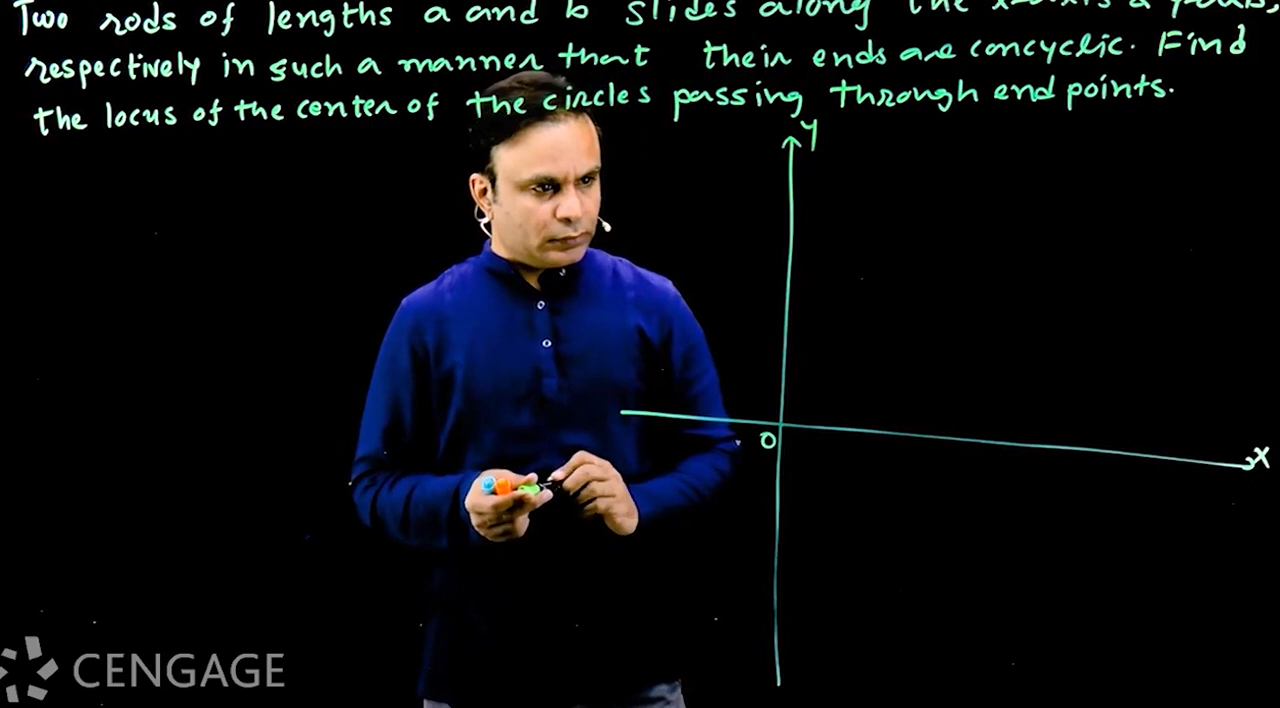 Two rods of lengths a and b slides along the
respectively in such a manner that their ends are concyclic. Find
the locus of the center of the circles passing through end points.
Y
O
X
CENGAGE